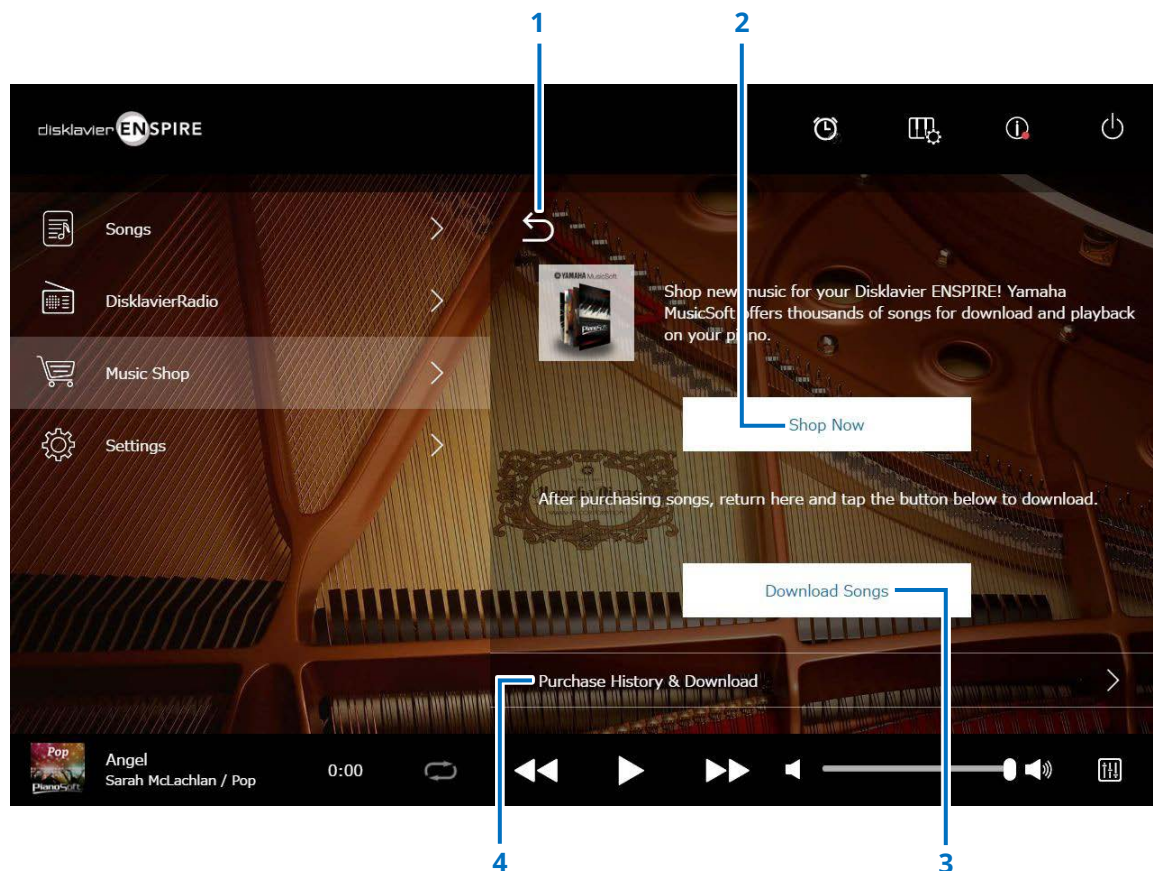 1
2
disklavier ENSPIRE
Songs
DisklavierRadio
Music Shop
Settings
YAMAHA MusicSoft
PianoSoft
Shop new music for your Disklavier ENSPIRE! Yamaha
MusicSoft offers thousands of songs for download and playback
on your piano.
Shop Now
After purchasing songs, return here and tap the button below to download.
Download Songs
Purchase History & Download
Pop
PianoSoft
Angel
Sarah McLachlan / Pop
0:00
4
3